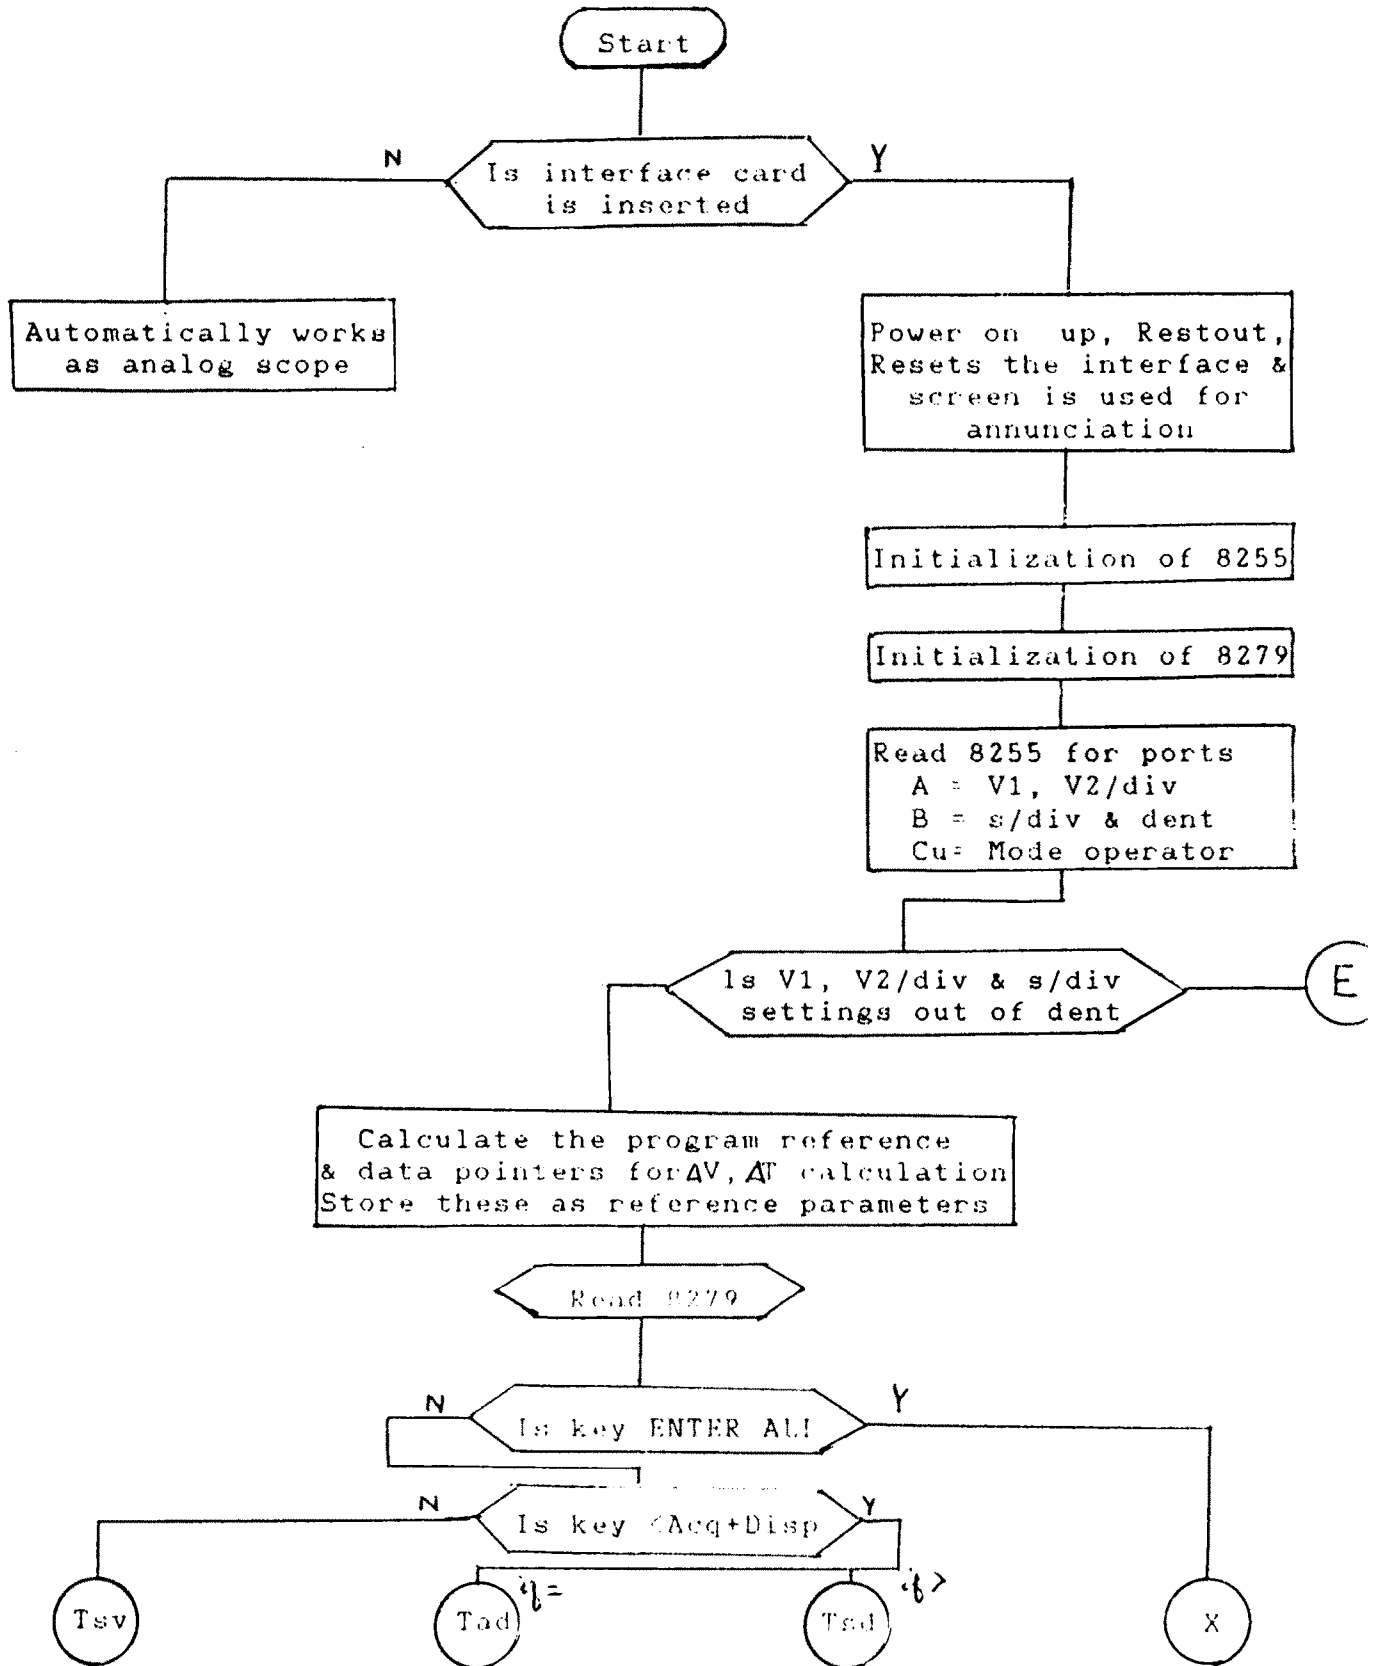 Start
N
Y
Is interface card
is inserted
Automatically works
as analog scope
Power on up, Restout,
Resets the interface &
screen is used for
annunciation
Initialization of 8255
Initialization of 8279
Read 8255 for ports
A = V1, V2/div
B = s/div & dent
Cu= Mode operator
Is V1, V2/div & s/div
settings out of dent
E
Calculate the program reference
& data pointers for ΔV, ΔT calculation
Store these as reference parameters
Read 8279
N
Y
Is key ENTER
N
Y
Is key <Acq+Disp
Tsv
Tad
if =
if >
X